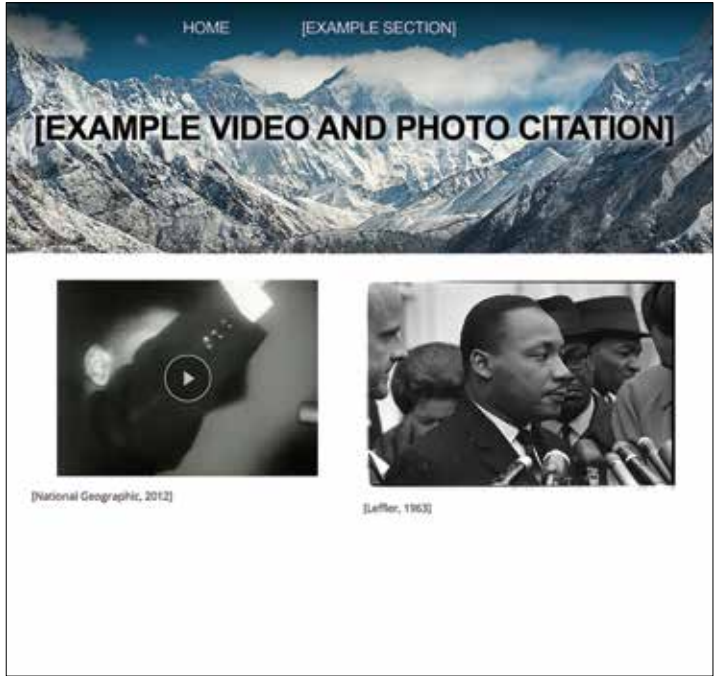 HOME [EXAMPLE SECTION]
[EXAMPLE VIDEO AND PHOTO CITATION]
[National Geographic, 2012]
[Leffler, 1963]